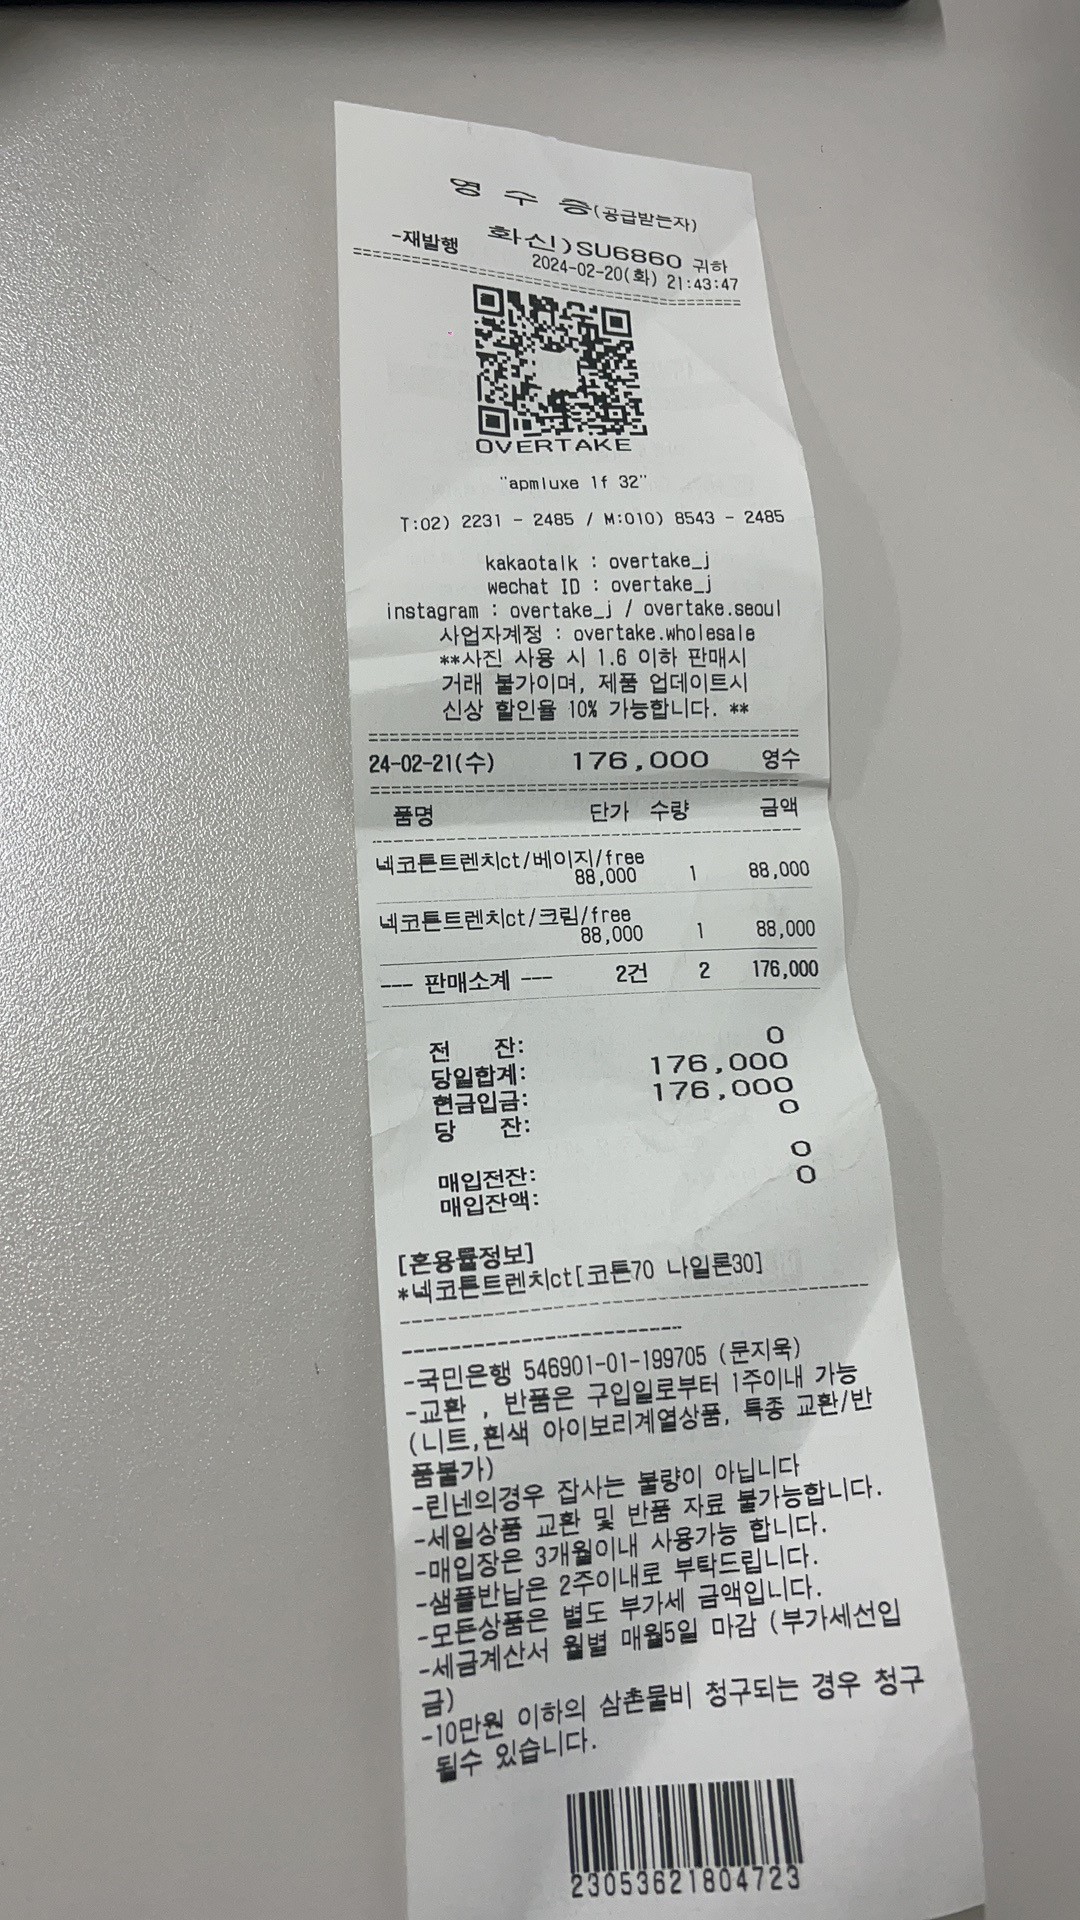 영 수 증(공급받는자)
-재발행 화신)SU6860 귀하
2024-02-20(화) 21:43:47
OVERTAKE
"apmluxe 1f 32"
T:02) 2231 - 2485 / M:010) 8543 - 2485
kakaotalk : overtake_j
wechat ID : overtake_j
instagram : overtake_j / overtake.seoul
사업자계정 : overtake.wholesale
**사진 사용 시 1.6 이하 판매시
거래 불가이며, 제품 업데이트시
신상 할인율 10% 가능합니다. **
24-02-21(수) 176,000 영수
품명 단가 수량 금액
넥코튼트렌치ct/베이지/free
88,000 1 88,000
넥코튼트렌치ct/크림/free
88,000 1 88,000
--- 판매소계 --- 2건 2 176,000
전 잔: 0
당일합계: 176,000
현금입금: 176,000
당 잔: 0
매입전잔: 0
매입잔액: 0
[혼용률정보]
*넥코튼트렌치ct[코튼70 나일론30]
-국민은행 546901-01-199705 (문지욱)
-교환 , 반품은 구입일로부터 1주이내 가능
(니트,흰색 아이보리계열상품, 특종 교환/반
품불가)
-린넨의경우 잡사는 불량이 아닙니다
-세일상품 교환 및 반품 자료 불가능합니다.
-매입장은 3개월이내 사용가능 합니다.
-샘플반납은 2주이내로 부탁드립니다.
-모든상품은 별도 부가세 금액입니다.
-세금계산서 월별 매월5일 마감 (부가세선입
금)
-10만원 이하의 삼촌물비 청구되는 경우 청구
될수 있습니다.
23053621804723